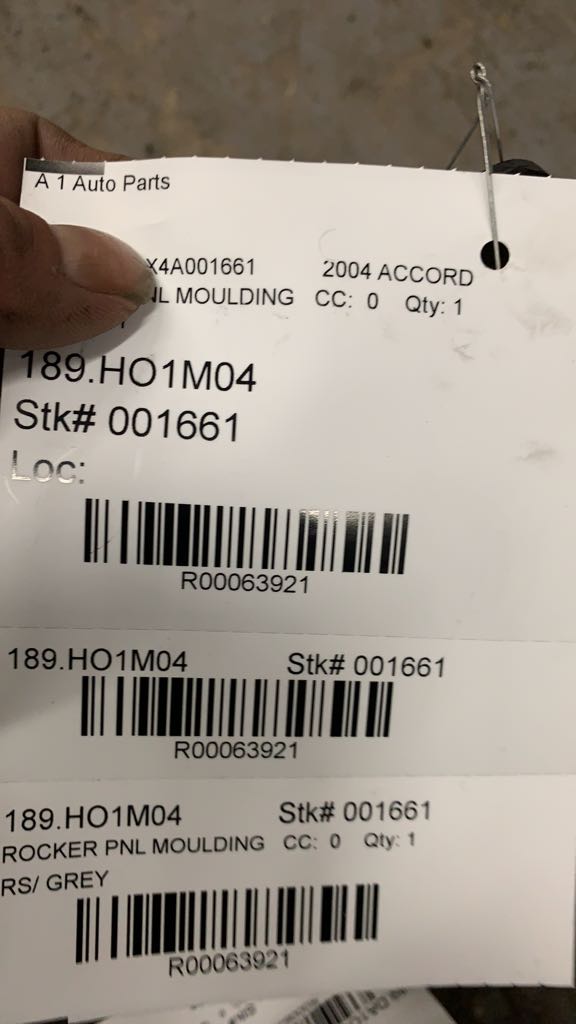 A 1 Auto Parts
X4A001661 2004 ACCORD
MOULDING CC: 0 Qty: 1
189.HO1M04
Stk# 001661
Loc:
R00063921
189.HO1M04 Stk# 001661
R00063921
189.HO1M04 Stk# 001661
ROCKER PNL MOULDING CC: 0 Qty: 1
RS/ GREY
R00063921